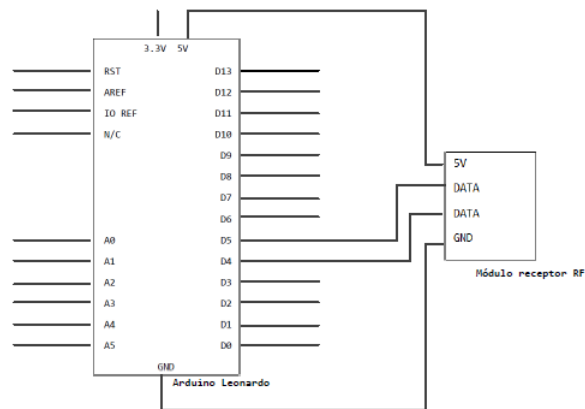 3.3V 5V
RST D13
AREF D12
IO REF D11
N/C D10
D9
D8
D7
D6
A0 D5
A1 D4
A2 D3
A3 D2
A4 D1
A5 D0
GND
Arduino Leonardo
5V
DATA
DATA
GND
Módulo receptor RF